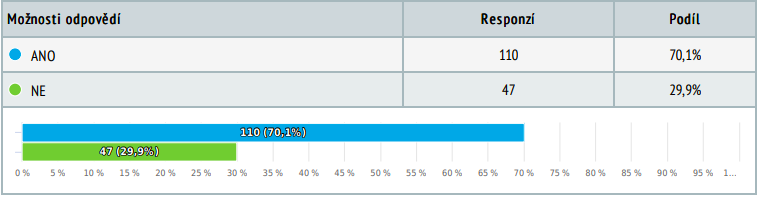 Možnosti odpovědí Responzí Podíl
ANO 110 70,1%
NE 47 29,9%
110 (70,1%)
47 (29,9%)
0 % 5 % 10 % 15 % 20 % 25 % 30 % 35 % 40 % 45 % 50 % 55 % 60 % 65 % 70 % 75 % 80 % 85 % 90 % 95 % 1...